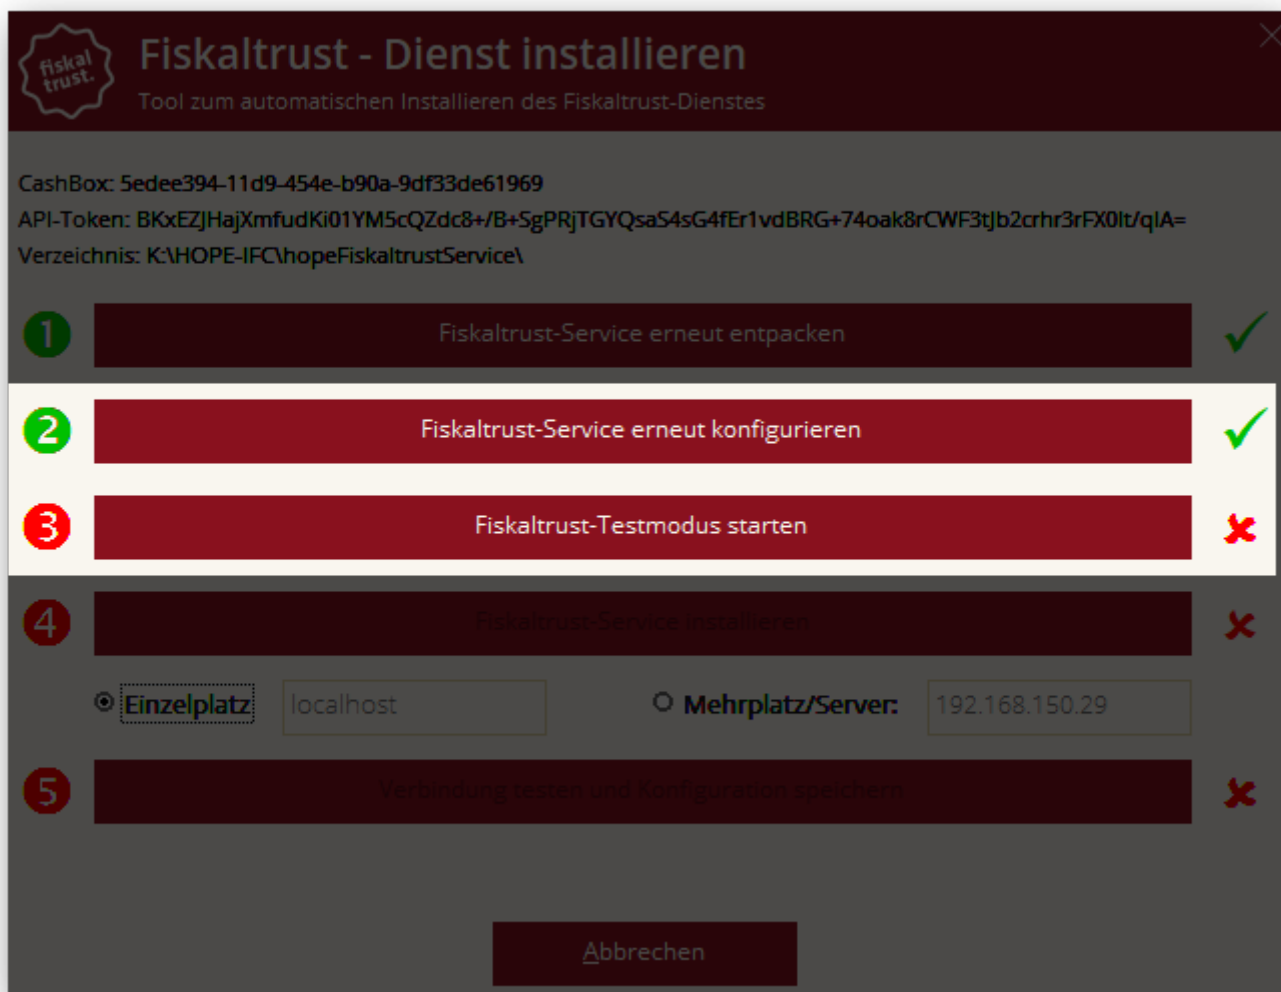 fiskal
trust.
Fiskaltrust - Dienst installieren
Tool zum automatischen Installieren des Fiskaltrust-Dienstes
CashBox: 5edee394-11d9-454e-b90a-9df33de61969
API-Token: BKxEZJHajXmfudKi01YM5cQZdc8+/B+SgPRjTGYQsaS4sG4fEr1vdBRG+74oak8rCWF3tJb2crhr3rFX0lt/qlA=
Verzeichnis: K:\HOPE-IFC\hopeFiskaltrustService\
1 Fiskaltrust-Service erneut entpacken
2 Fiskaltrust-Service erneut konfigurieren
3 Fiskaltrust-Testmodus starten
4 Fiskaltrust-Service installieren
Einzelplatz localhost Mehrplatz/Server: 192.168.150.29
5 Verbindung testen und Konfiguration speichern
Abbrechen